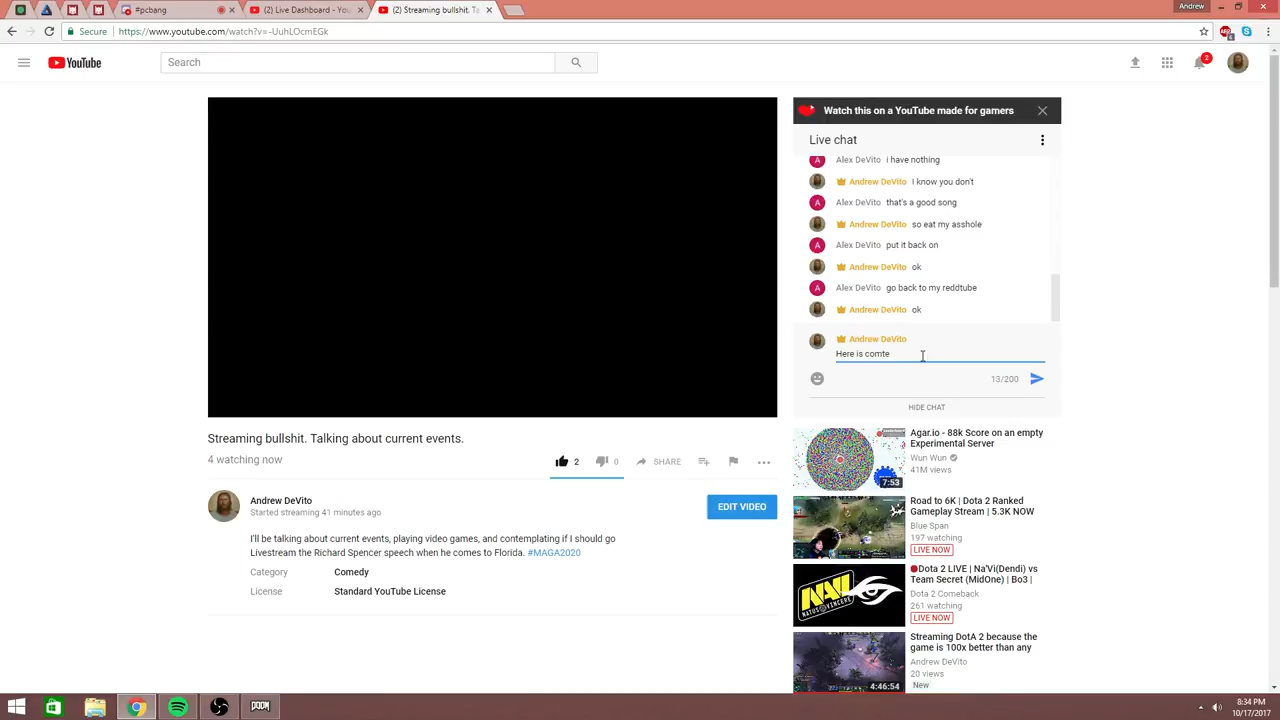 #pcbang
(2) Live Dashboard - You
(2) Streaming bullshit. Ta
Andrew
Secure
https://www.youtube.com/watch?v=-UuhLOcmEGk
YouTube
Search
2
Watch this on a YouTube made for gamers
Live chat
A Alex DeVito i have nothing
Andrew DeVito I know you don't
A Alex DeVito that's a good song
Andrew DeVito so eat my asshole
A Alex DeVito put it back on
Andrew DeVito ok
A Alex DeVito go back to my reddtube
Andrew DeVito ok
Andrew DeVito
Here is comte
13/200
HIDE CHAT
Streaming bullshit. Talking about current events.
4 watching now
2
0
SHARE
Andrew DeVito
Started streaming 41 minutes ago
EDIT VIDEO
I'll be talking about current events, playing video games, and contemplating if I should go
Livestream the Richard Spencer speech when he comes to Florida. #MAGA2020
Category Comedy
License Standard YouTube License
7:53
Agar.io - 88k Score on an empty
Experimental Server
Wun Wun
41M views
Road to 6K | Dota 2 Ranked
Gameplay Stream | 5.3K NOW
Blue Span
197 watching
LIVE NOW
NAVI
NATUS VINCERE
Dota 2 LIVE | Na'Vi(Dendi) vs
Team Secret (MidOne) | Bo3 |
Dota 2 Comeback
261 watching
LIVE NOW
4:46:54
Streaming DotA 2 because the
game is 100x better than any
Andrew DeVito
20 views
New
DOOM
8:34 PM
10/17/2017